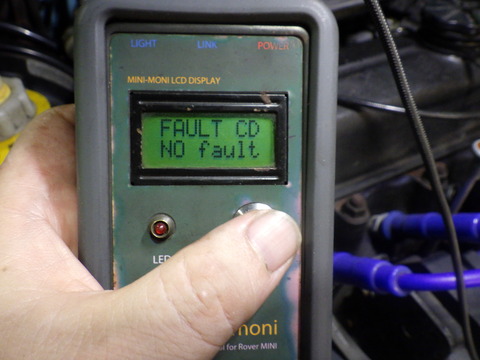 LIGHT LINK POWER
MINI-MONI LCD DISPLAY
FAULT CD
NO fault
LED
moni
for Rover MINI